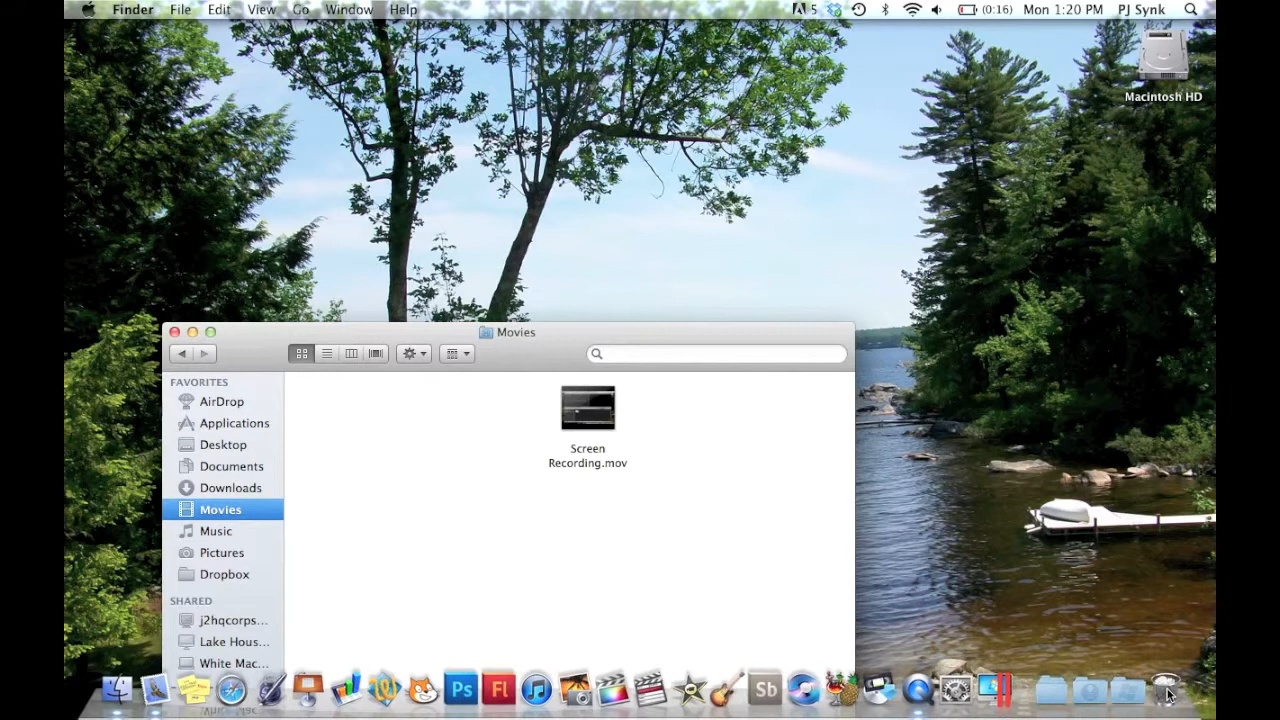 Finder File Edit View Go Window Help
5 (0:16) Mon 1:20 PM PJ Synk
Macintosh HD
Movies
FAVORITES
AirDrop
Applications
Desktop
Documents
Downloads
Movies
Music
Pictures
Dropbox
SHARED
j2hqcorps...
Lake Hous...
White Mac...
Screen
Recording.mov
Ps Fl Sb